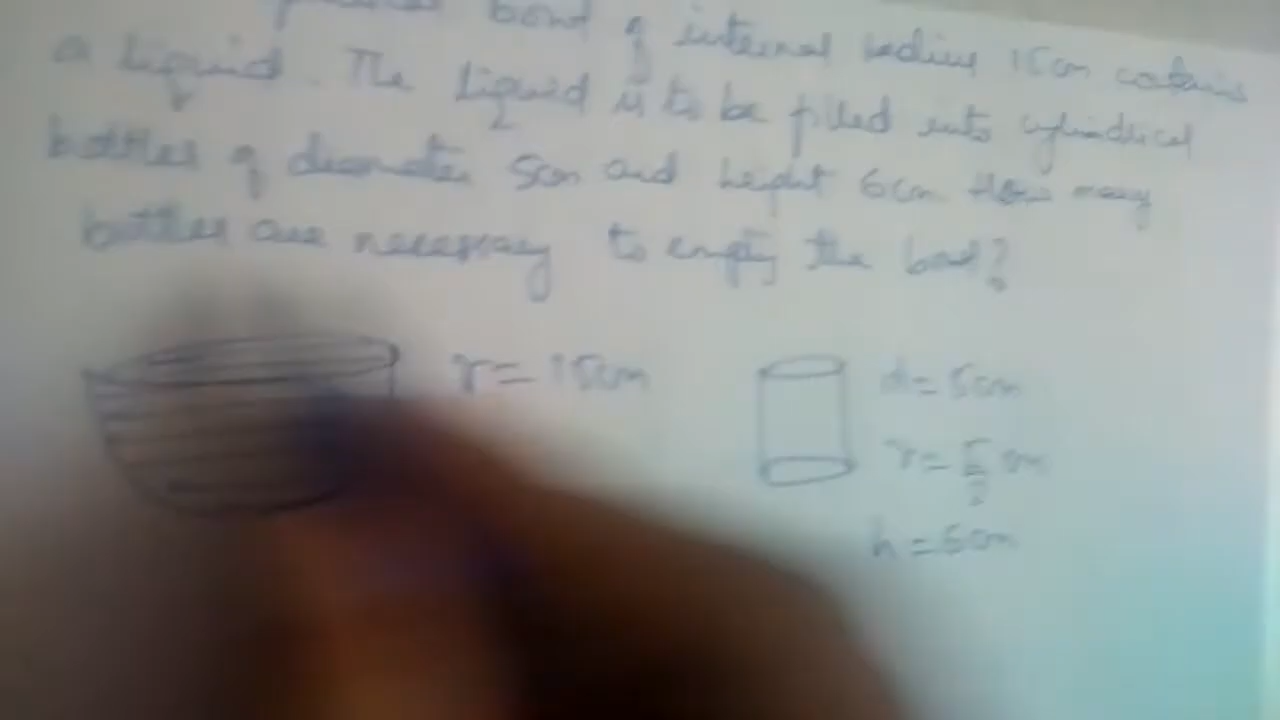 bowl of internal radius 15cm contains
a liquid. The liquid is to be filled into cylindrical
bottles of diameter 5cm and height 6cm. How many
bottles are necessary to empty the bowl?
r = 15cm
d = 5cm
r = 5/2 cm
h = 6cm